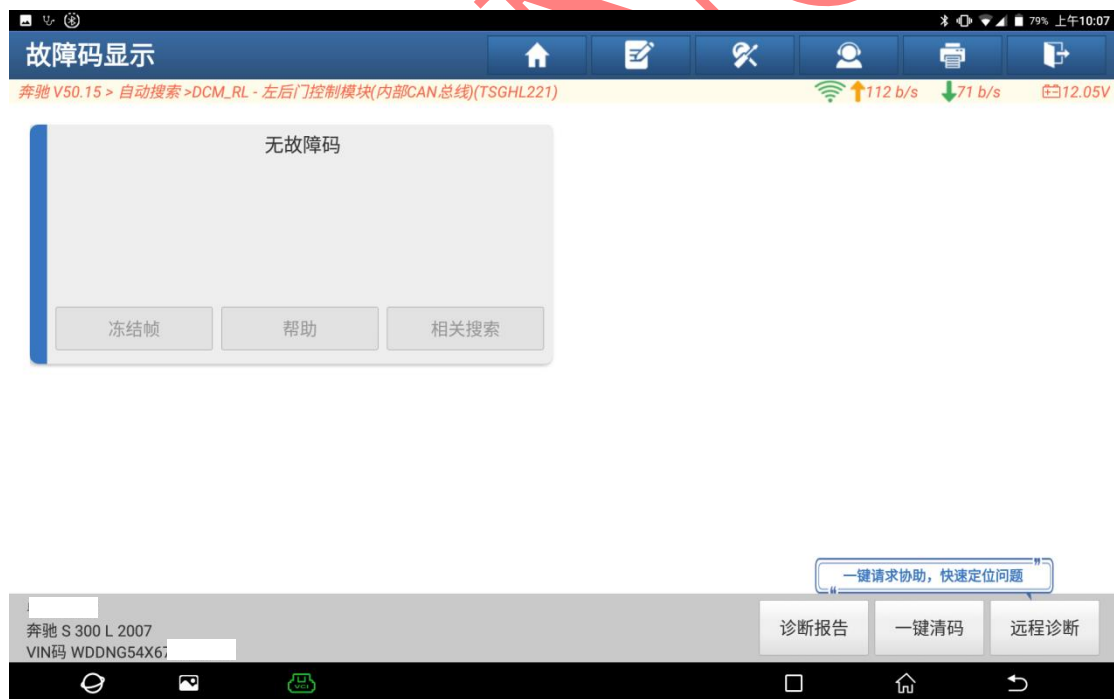 79% 上午10:07
故障码显示
奔驰 V50.15 > 自动搜索 >DCM_RL - 左后门控制模块(内部CAN总线)(TSGHL221)
112 b/s 71 b/s 12.05V
无故障码
冻结帧 帮助 相关搜索
一键请求协助，快速定位问题
诊断报告 一键清码 远程诊断
奔驰 S 300 L 2007
VIN码 WDDNG54X6
VCI